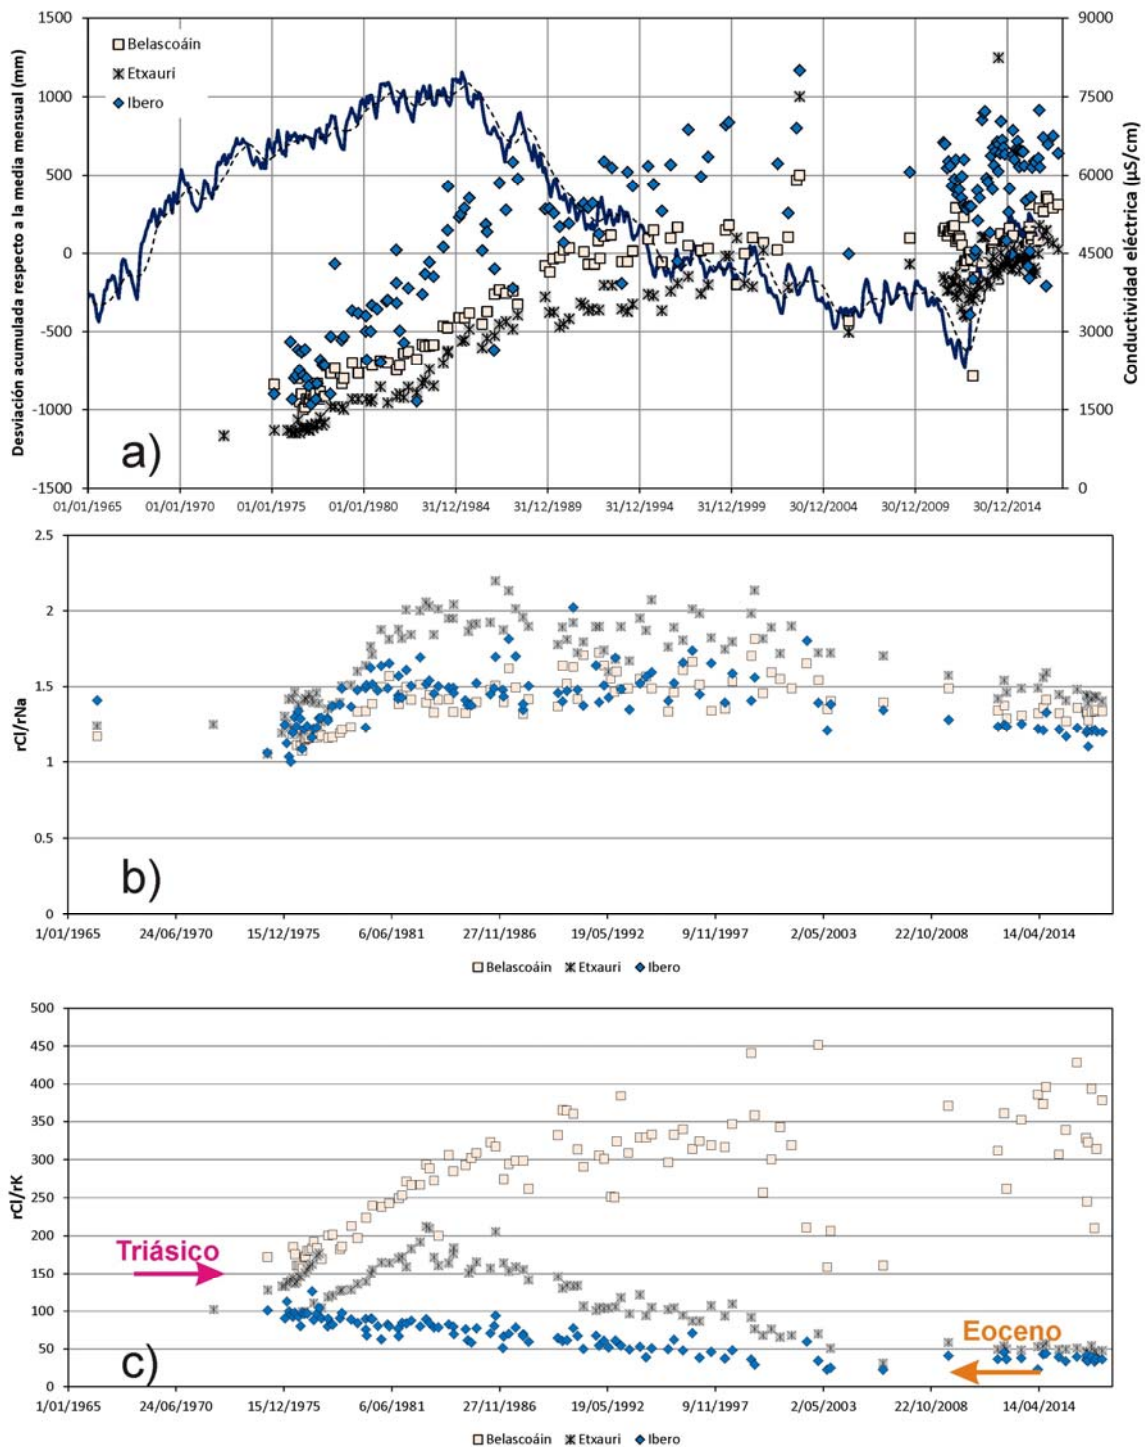 1500
1000
500
0
-500
-1000
-1500
Desviación acumulada respecto a la media mensual (mm)
Belascoáin
Etxauri
Ibero
9000
7500
6000
4500
3000
1500
0
Conductividad eléctrica (µS/cm)
a)
01/01/1965 01/01/1970 01/01/1975 01/01/1980 31/12/1984 31/12/1989 31/12/1994 31/12/1999 30/12/2004 30/12/2009 30/12/2014
2.5
2
1.5
1
0.5
0
rCl/rNa
b)
1/01/1965 24/06/1970 15/12/1975 6/06/1981 27/11/1986 19/05/1992 9/11/1997 2/05/2003 22/10/2008 14/04/2014
Belascoáin Etxauri Ibero
500
450
400
350
300
250
200
150
100
50
0
rCl/rK
Triásico
Eoceno
c)
1/01/1965 24/06/1970 15/12/1975 6/06/1981 27/11/1986 19/05/1992 9/11/1997 2/05/2003 22/10/2008 14/04/2014
Belascoáin Etxauri Ibero